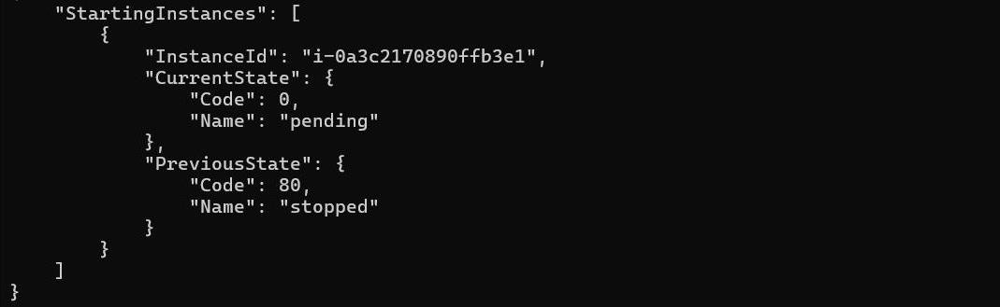 "StartingInstances": [
{
"InstanceId": "i-0a3c2170890ffb3e1",
"CurrentState": {
"Code": 0,
"Name": "pending"
},
"PreviousState": {
"Code": 80,
"Name": "stopped"
}
}
]
}